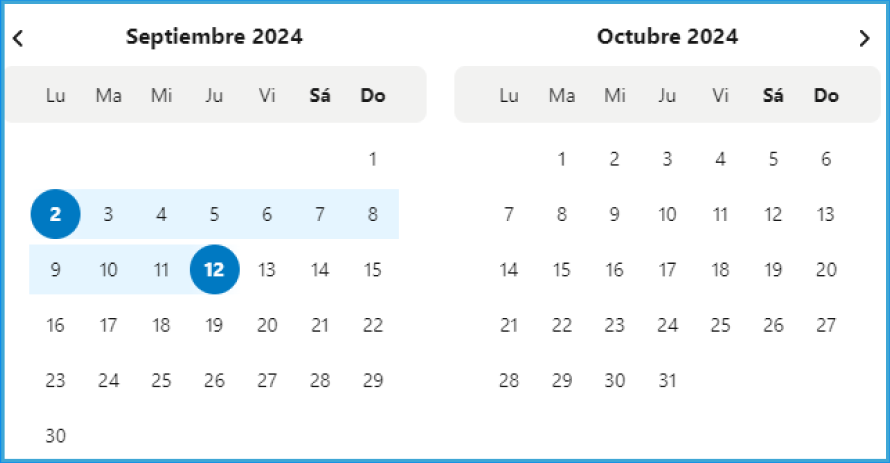 Septiembre 2024
Lu Ma Mi Ju Vi Sá Do
1
2 3 4 5 6 7 8
9 10 11 12 13 14 15
16 17 18 19 20 21 22
23 24 25 26 27 28 29
30
Octubre 2024
Lu Ma Mi Ju Vi Sá Do
1 2 3 4 5 6
7 8 9 10 11 12 13
14 15 16 17 18 19 20
21 22 23 24 25 26 27
28 29 30 31